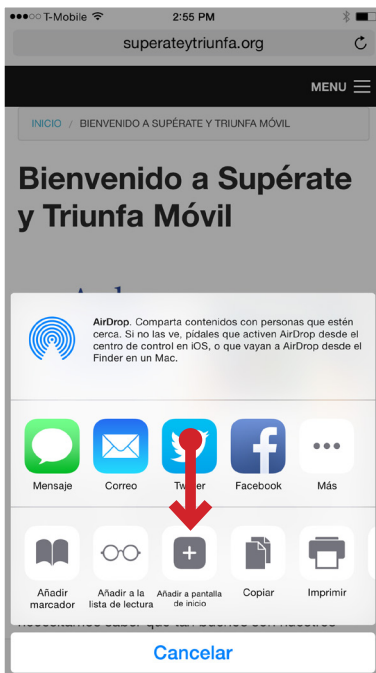 T-Mobile 2:55 PM
superateytriunfa.org
MENU
INICIO / BIENVENIDO A SUPÉRATE Y TRIUNFA MÓVIL
Bienvenido a Supérate
y Triunfa Móvil
AirDrop. Comparta contenidos con personas que estén
cerca. Si no las ve, pídales que activen AirDrop desde el
centro de control en iOS, o que vayan a AirDrop desde el
Finder en un Mac.
Mensaje Correo Twitter Facebook Más
Añadir marcador
Añadir a la lista de lectura
Añadir a pantalla de inicio
Copiar
Imprimir
Cancelar